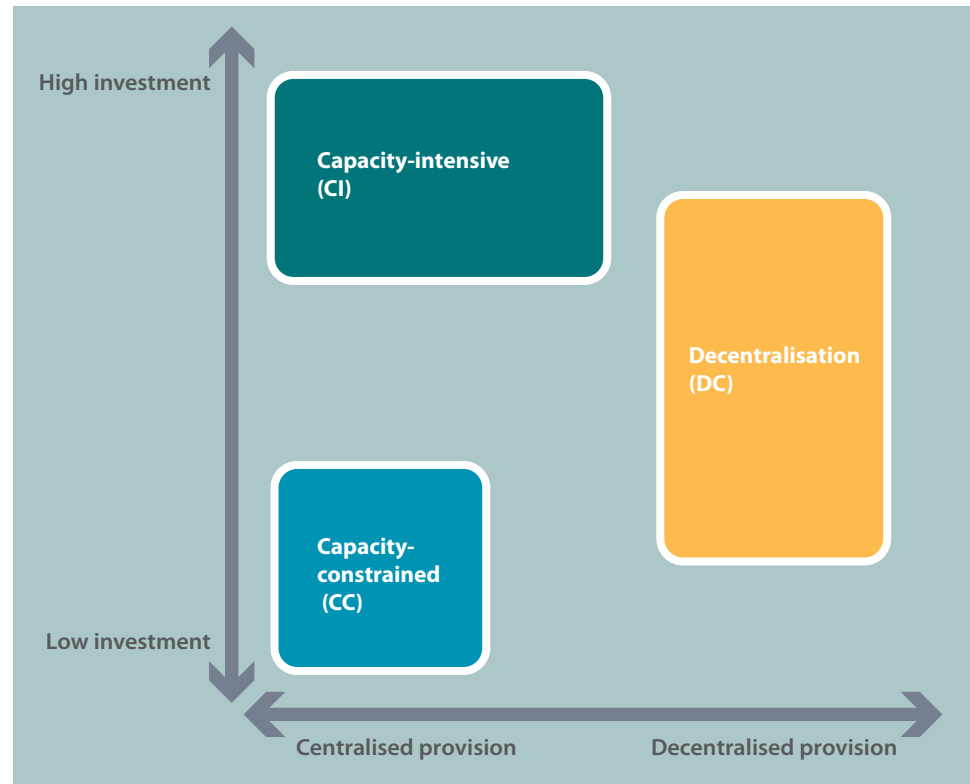 High investment
Capacity-intensive
(CI)
Decentralisation
(DC)
Capacity-
constrained
(CC)
Low investment
Centralised provision
Decentralised provision